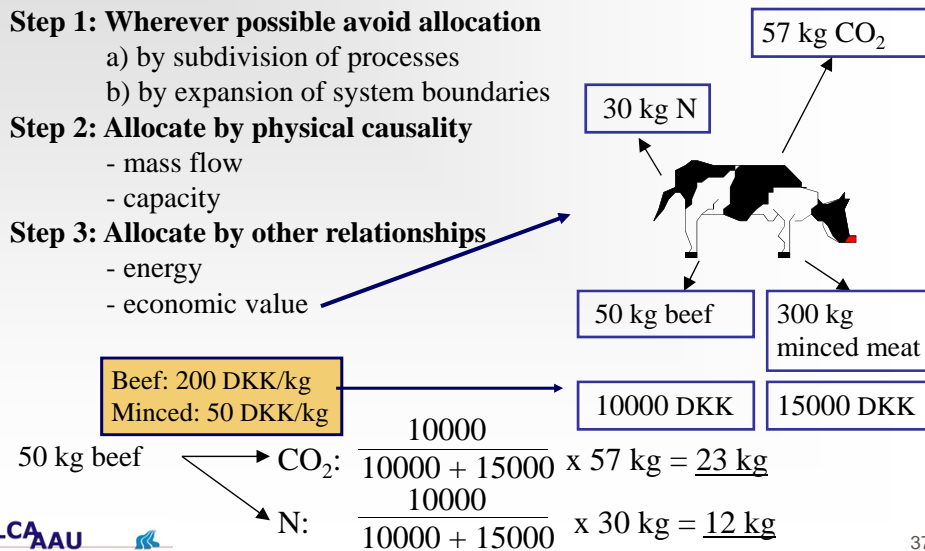 Step 1: Wherever possible avoid allocation
a) by subdivision of processes
b) by expansion of system boundaries
Step 2: Allocate by physical causality
- mass flow
- capacity
Step 3: Allocate by other relationships
- energy
- economic value
57 kg CO₂
30 kg N
50 kg beef
300 kg
minced meat
Beef: 200 DKK/kg
Minced: 50 DKK/kg
10000 DKK
15000 DKK
50 kg beef
CO₂: 10000 / 10000 + 15000 x 57 kg = 23 kg
N: 10000 / 10000 + 15000 x 30 kg = 12 kg
LCA AAU
37